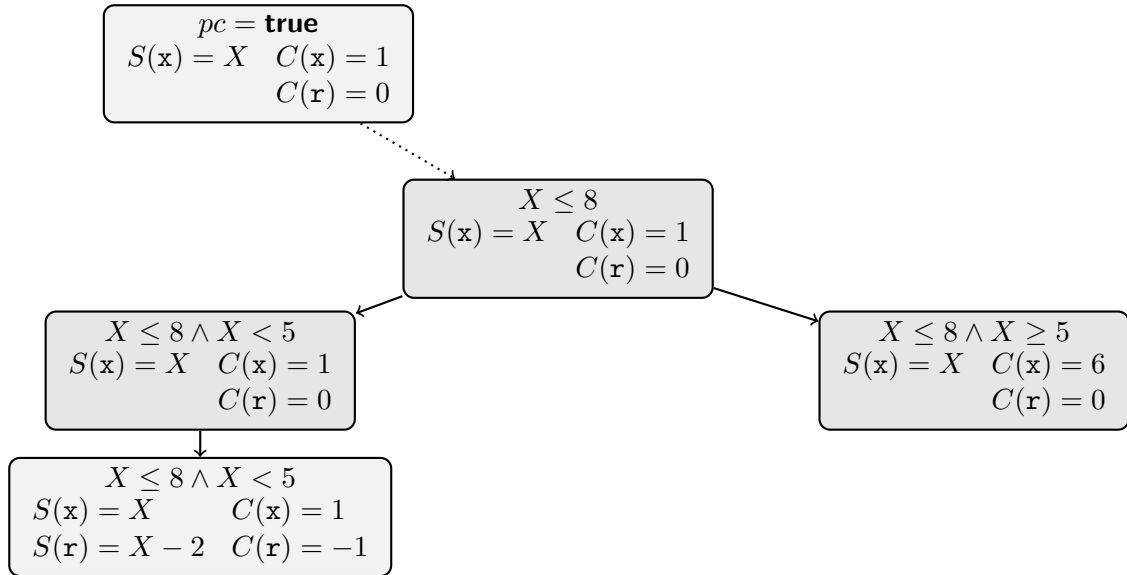 pc = true
S(x) = X C(x) = 1
C(r) = 0
X ≤ 8
S(x) = X C(x) = 1
C(r) = 0
X ≤ 8 ∧ X < 5
S(x) = X C(x) = 1
C(r) = 0
X ≤ 8 ∧ X ≥ 5
S(x) = X C(x) = 6
C(r) = 0
X ≤ 8 ∧ X < 5
S(x) = X C(x) = 1
S(r) = X − 2 C(r) = −1